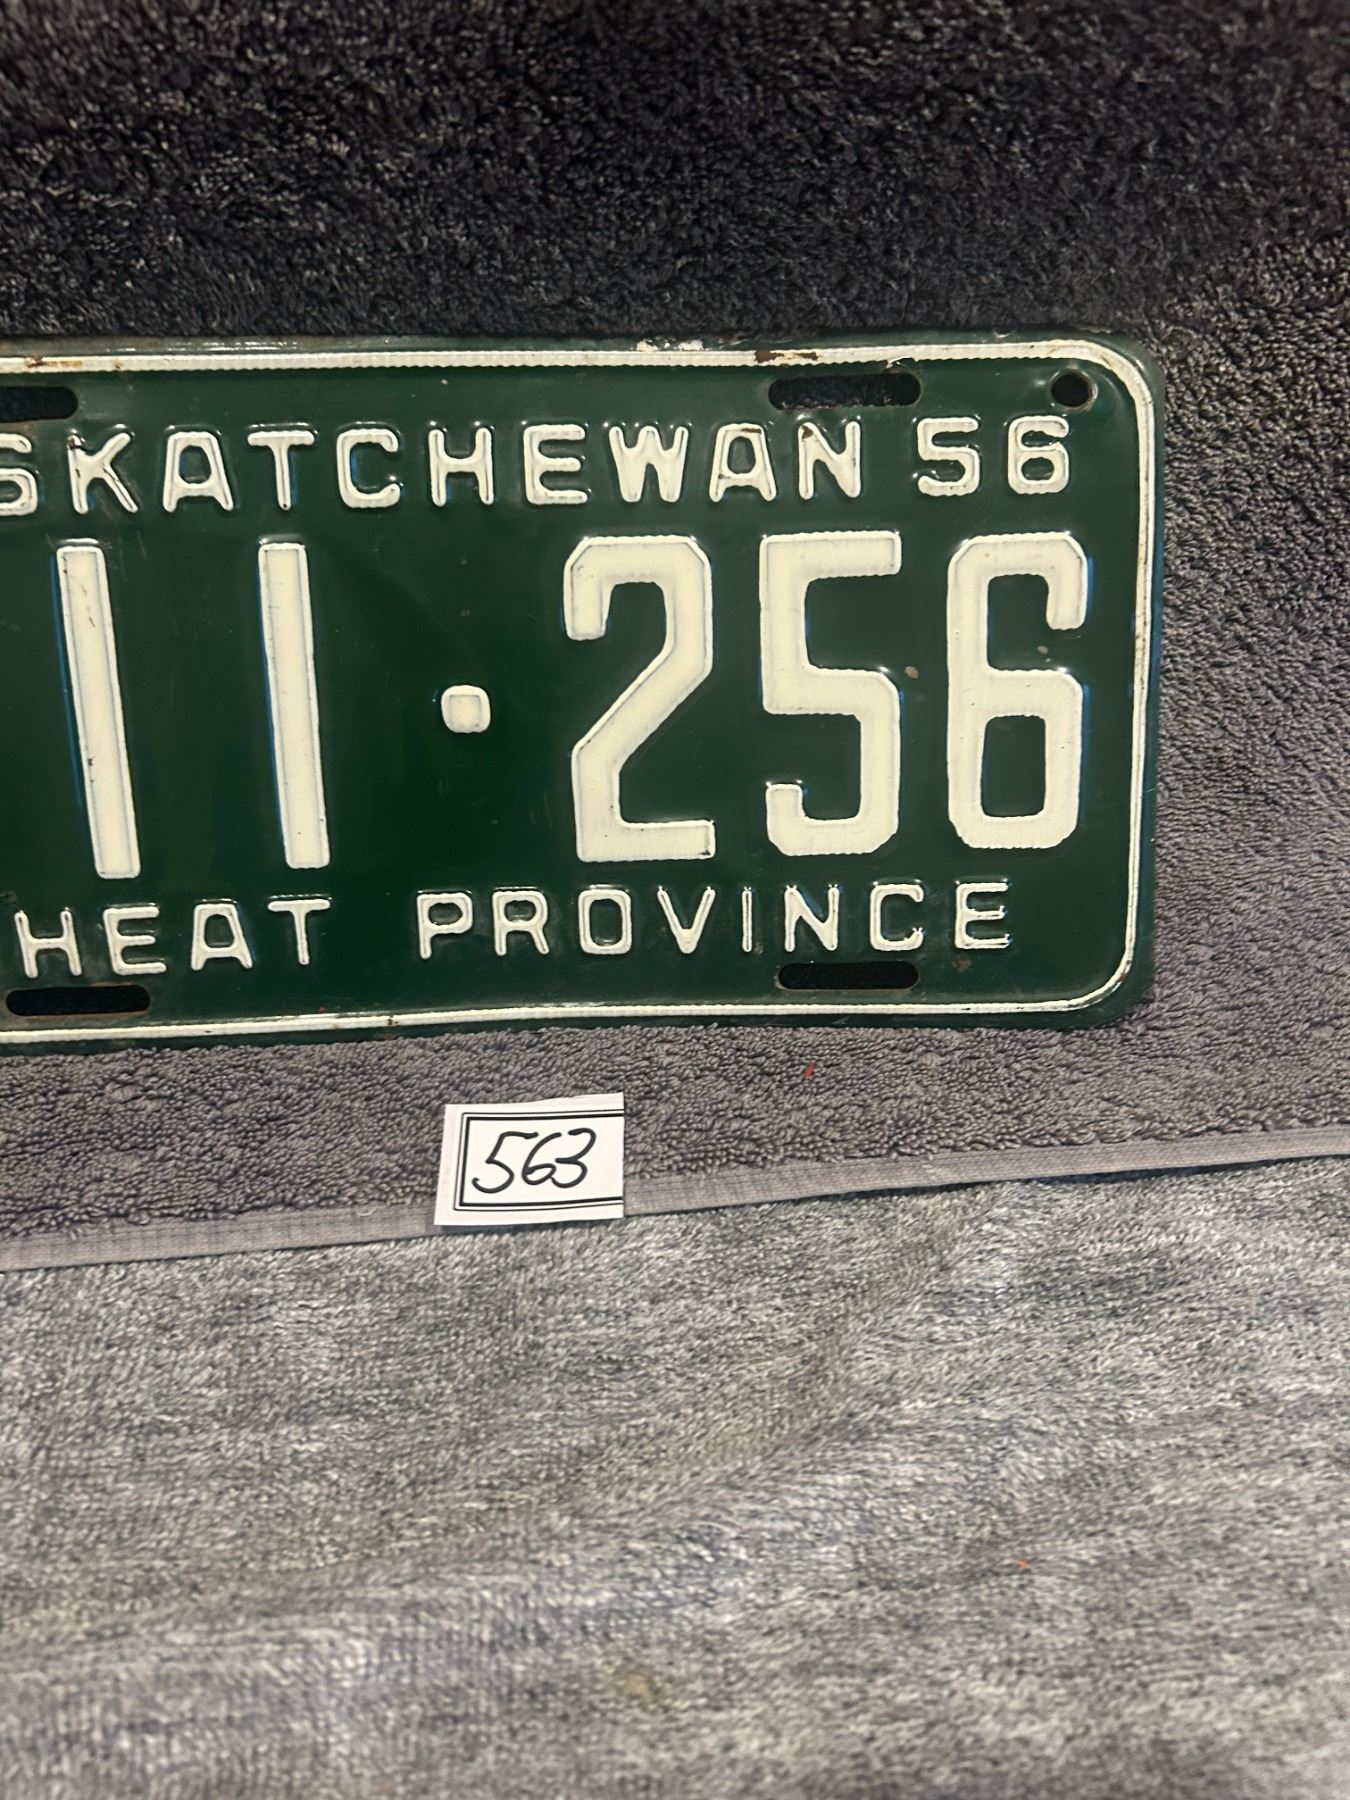 SKATCHEWAN 56
11·256
HEAT PROVINCE
563